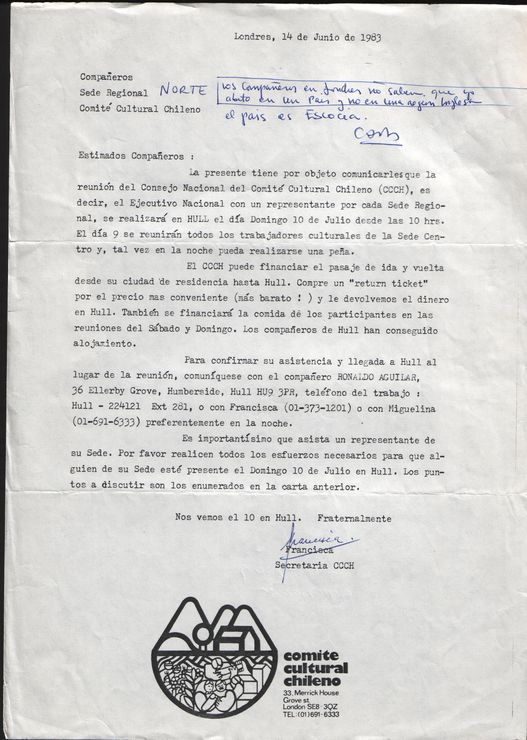 Londres, 14 de Junio de 1983
Compañeros
Sede Regional NORTE
Comité Cultural Chileno
los Compañeros en Londres no saben que yo
abito en un Pais y no en una region Inglesa
el pais es Escocia.
Estimados Compañeros :
La presente tiene por objeto comunicarles que la
reunión del Consejo Nacional del Comité Cultural Chileno (CCCH), es
decir, el Ejecutivo Nacional con un representante por cada Sede Regio-
nal, se realizará en HULL el día Domingo 10 de Julio desde las 10 hrs.
El día 9 se reunirán todos los trabajadores culturales de la Sede Cen-
tro y, tal vez en la noche pueda realizarse una peña.
El CCCH puede financiar el pasaje de ida y vuelta
desde su ciudad de residencia hasta Hull. Compre un "return ticket"
por el precio mas conveniente (más barato ! ) y le devolvemos el dinero
en Hull. También se financiará la comida de los participantes en las
reuniones del Sábado y Domingo. Los compañeros de Hull han conseguido
alojamiento.
Para confirmar su asistencia y llegada a Hull al
lugar de la reunión, comuníquese con el compañero RONALDO AGUILAR,
36 Ellerby Grove, Humbereide, Hull HU9 3PR, teléfono del trabajo :
Hull - 224121 Ext 281, o con Francisca (01-373-1201) o con Miguelina
(01-691-6333) preferentemente en la noche.
Es importantísimo que asista un representante de
su Sede. Por favor realicen todos los esfuerzos necesarios para que al-
guien de su Sede esté presente el Domingo 10 de Julio en Hull. Los pun-
tos a discutir son los enumerados en la carta anterior.
Nos vemos el 10 en Hull. Fraternalmente
Francisca
Francisca
Secretaria CCCH
comite
cultural
chileno
33, Merrick House
Grove st.
London SE8·3QZ
TEL:(01)691·6333